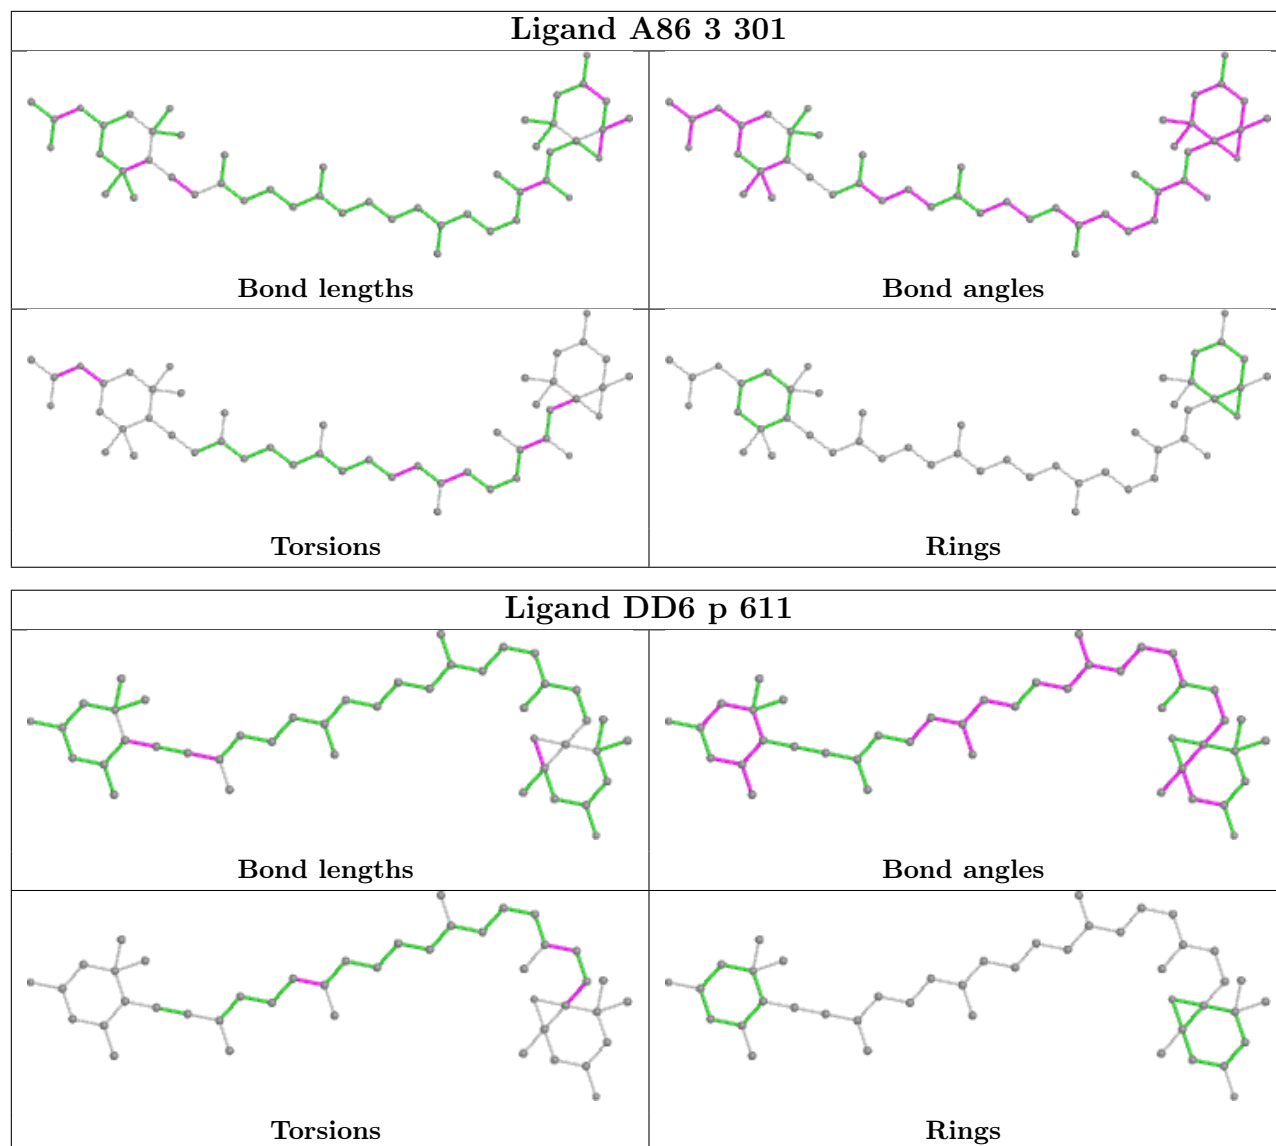 Ligand A86 3 301
Bond lengths
Bond angles
Torsions
Rings
Ligand DD6 p 611
Bond lengths
Bond angles
Torsions
Rings